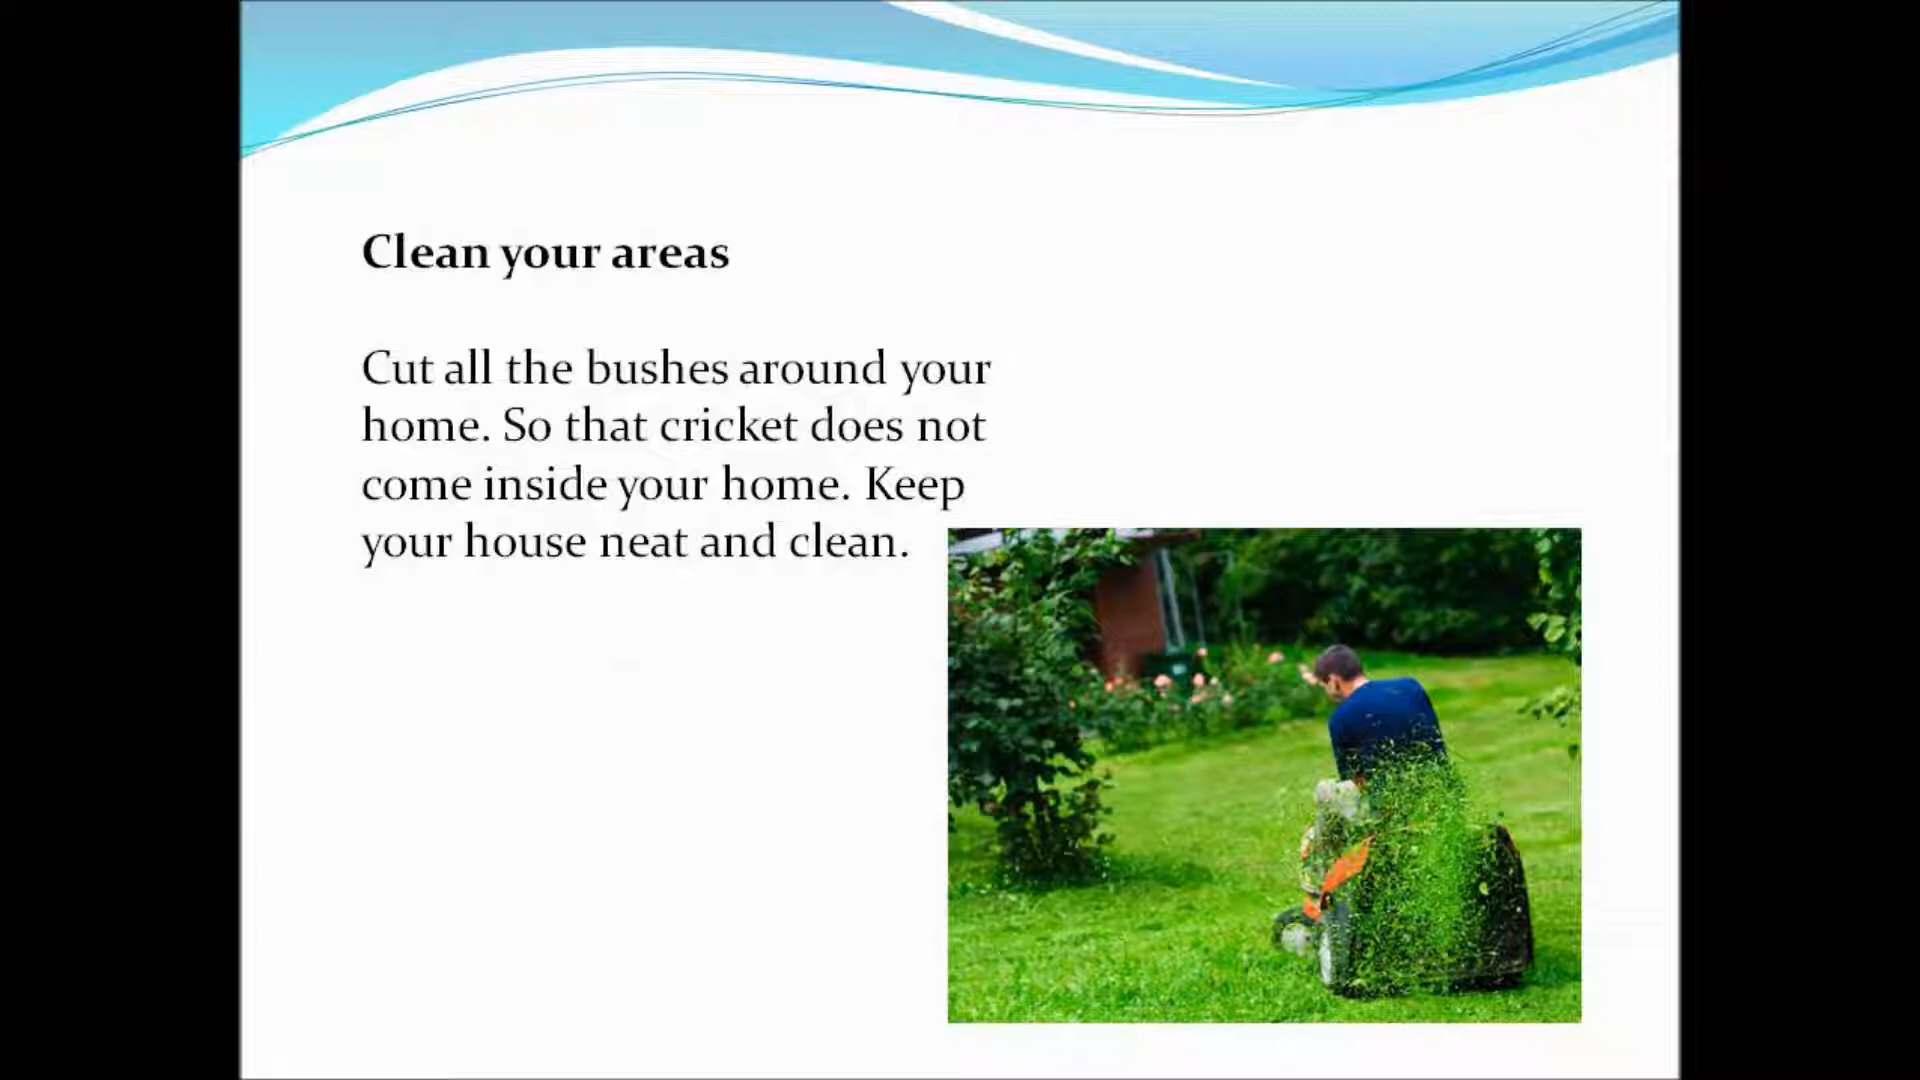 Clean your areas
Cut all the bushes around your
home. So that cricket does not
come inside your home. Keep
your house neat and clean.